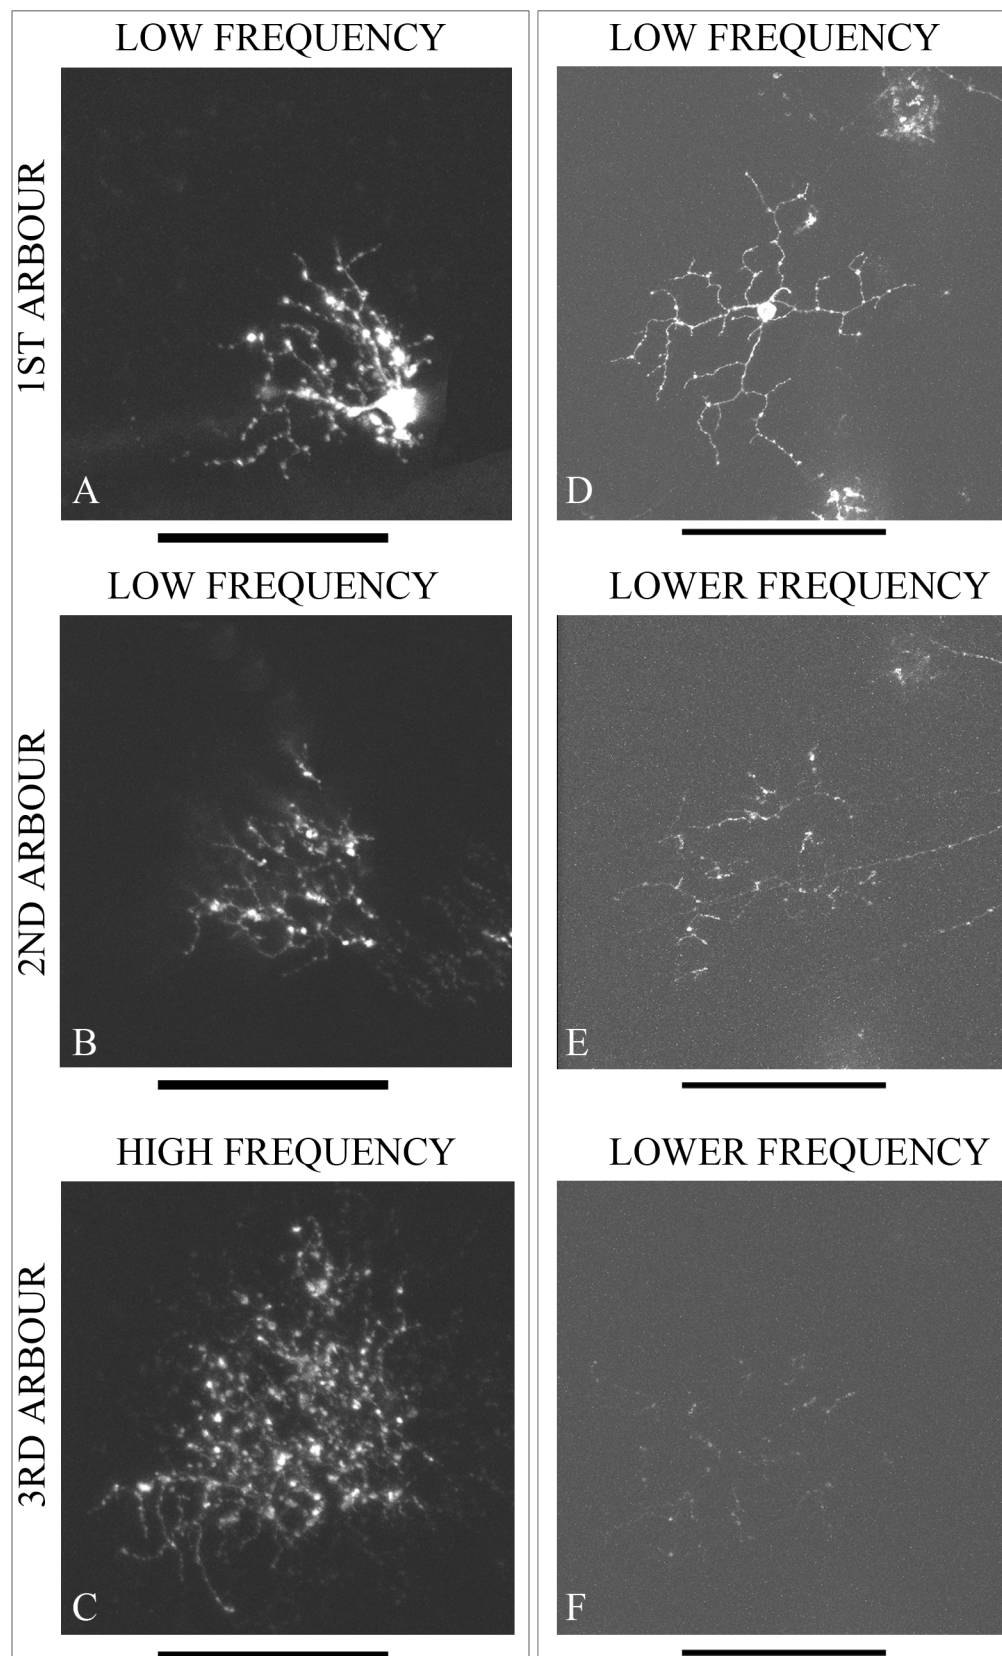 LOW FREQUENCY
1ST ARBOUR
A
LOW FREQUENCY
2ND ARBOUR
B
HIGH FREQUENCY
3RD ARBOUR
C
LOW FREQUENCY
D
LOWER FREQUENCY
E
LOWER FREQUENCY
F